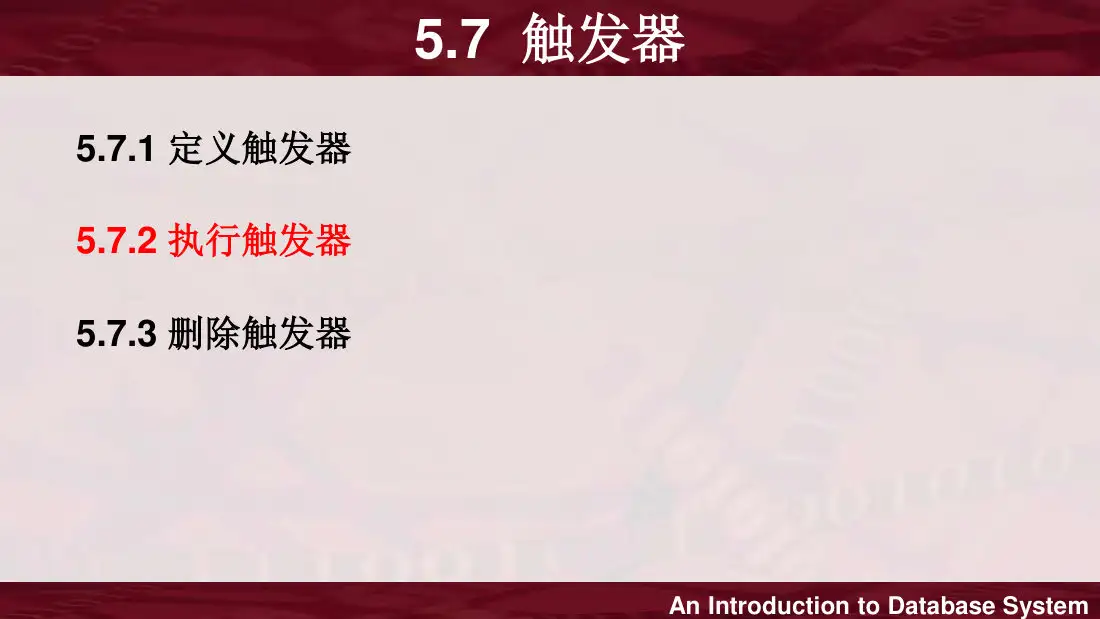 5.7 触发器
5.7.1 定义触发器
5.7.2 执行触发器
5.7.3 删除触发器
An Introduction to Database System